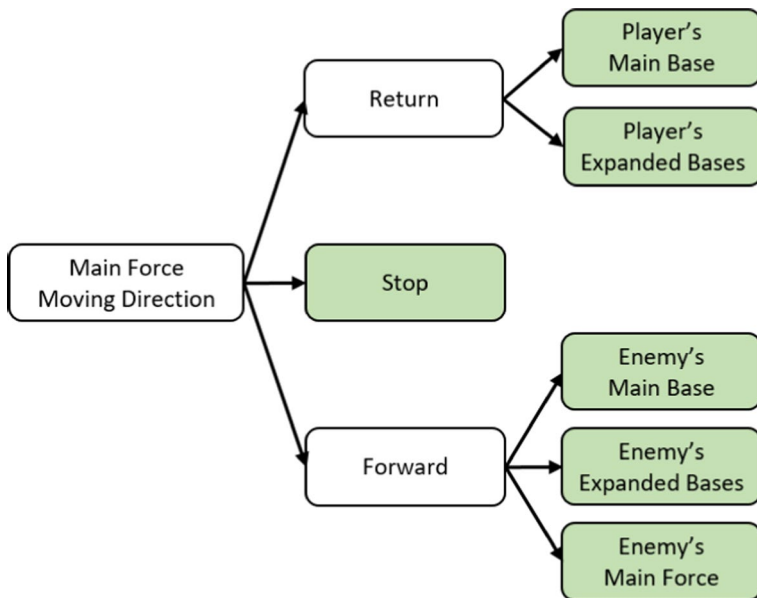 Player’s
Main Base
Return
Player’s
Expanded Bases
Main Force
Moving Direction
Stop
Enemy’s
Main Base
Forward
Enemy’s
Expanded Bases
Enemy’s
Main Force